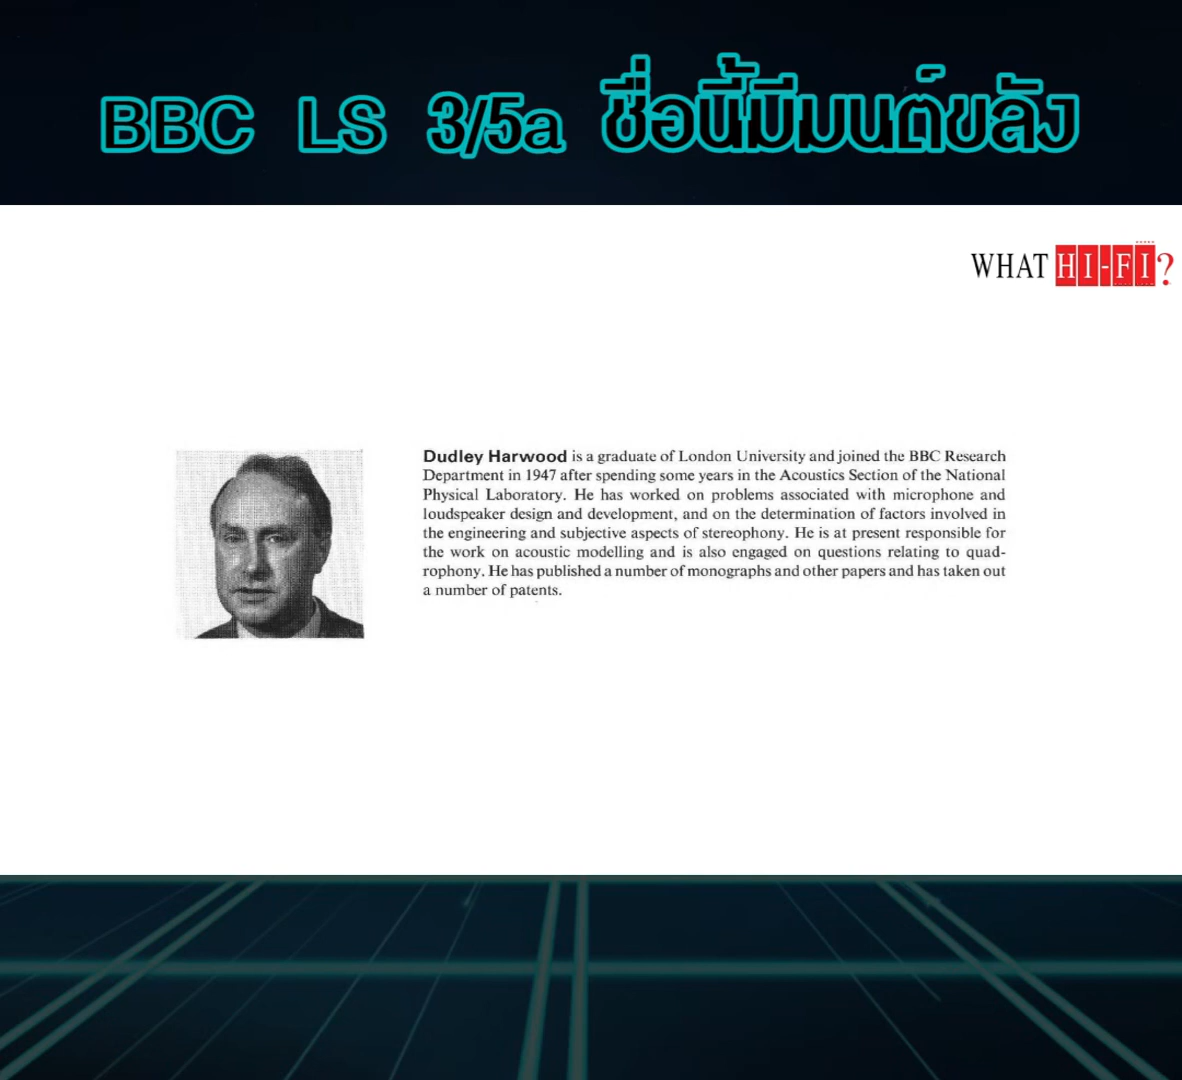 BBC LS 3/5a ชื่อนี้มีมนต์ขลัง
WHAT HI-FI?
Dudley Harwood is a graduate of London University and joined the BBC Research
Department in 1947 after spending some years in the Acoustics Section of the National
Physical Laboratory. He has worked on problems associated with microphone and
loudspeaker design and development, and on the determination of factors involved in
the engineering and subjective aspects of stereophony. He is at present responsible for
the work on acoustic modelling and is also engaged on questions relating to quad-
rophony. He has published a number of monographs and other papers and has taken out
a number of patents.